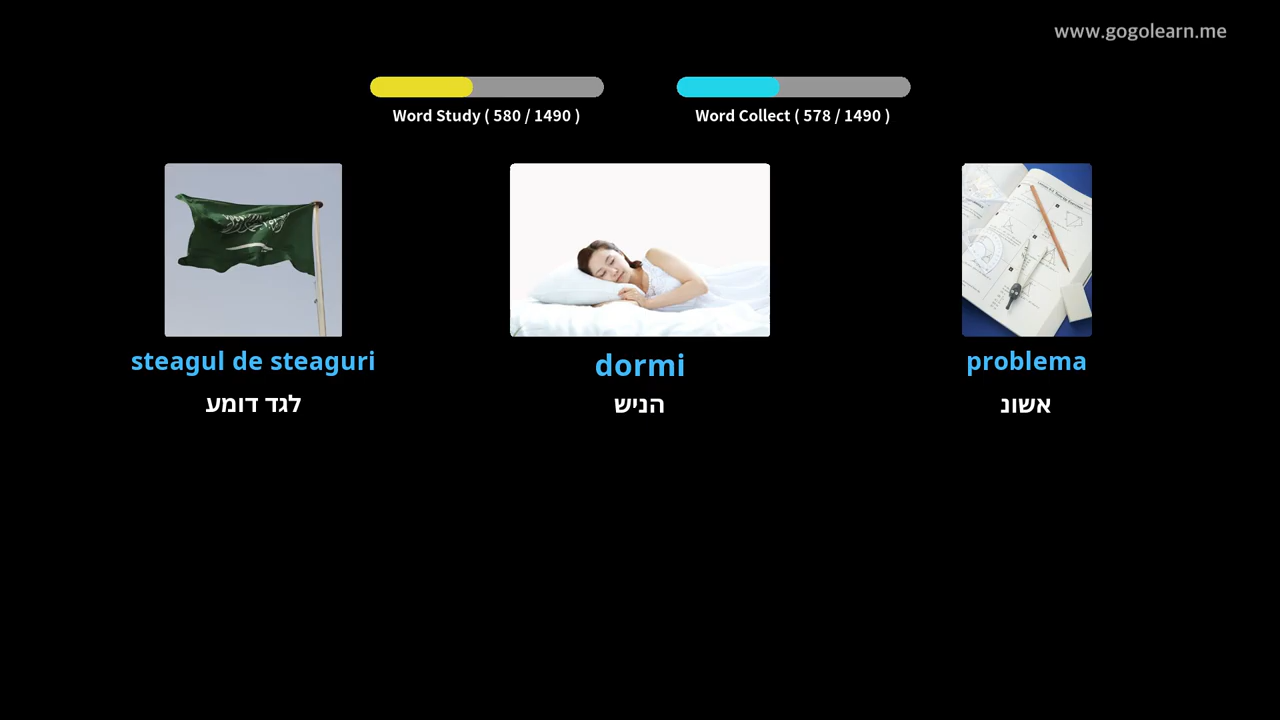 www.gogolearn.me
Word Study ( 580 / 1490 )
Word Collect ( 578 / 1490 )
steagul de steaguri
dormi
problema
לגד דומע
הניש
אשונ